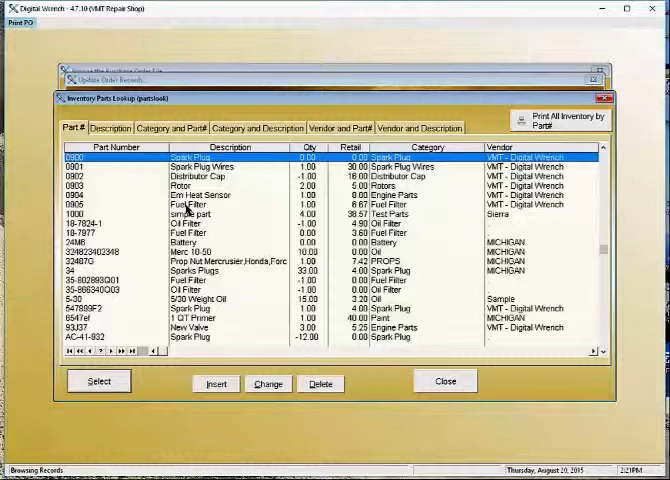 Digital Wrench - 4.7.10 (VMT Repair Shop)
Print PO
Browse the Purchase Order File
Update Order Records...
Inventory Parts Lookup (partslook)
Print All Inventory by Part#
Part # Description Category and Part# Category and Description Vendor and Part# Vendor and Description
Part Number Description Qty Retail Category Vendor
0900 Spark Plug 0.00 0.00 Spark Plug VMT - Digital Wrench
0901 Spark Plug Wires 1.00 30.00 Spark Plug Wires VMT - Digital Wrench
0902 Distributor Cap -1.00 16.00 Distributor Cap VMT - Digital Wrench
0903 Rotor 2.00 5.00 Rotors VMT - Digital Wrench
0904 Em Heat Sensor 1.00 0.00 Engine Parts VMT - Digital Wrench
0905 Fuel Filter 1.00 6.67 Fuel Filter VMT - Digital Wrench
1000 simple part 4.00 38.57 Test Parts Sierra
18-7824-1 Oil Filter -1.00 4.90 Oil Filter .
18-7977 Fuel Filter 0.00 3.60 Fuel Filter .
24M6 Battery 0.00 0.00 Battery MICHIGAN
324823402348 Merc 10-50 10.00 0.00 Oil MICHIGAN
32487G Prop Nut Mercrusier,Honda,Forc 1.00 7.42 PROPS MICHIGAN
34 Sparks Plugs 33.00 4.00 Spark Plug MICHIGAN
35-802893Q01 Fuel Filter -1.00 0.00 Fuel Filter .
35-866340Q03 Oil Filter -1.00 0.00 Oil Filter .
5-30 5/30 Weight Oil 15.00 3.20 Oil Sample
547899F2 Spark Plug 1.00 4.08 Spark Plug VMT - Digital Wrench
6547ef 1 QT Primer 1.00 40.00 Paint MICHIGAN
93J37 New Valve 3.00 5.25 Engine Parts VMT - Digital Wrench
AC-41-932 Spark Plug -12.00 0.00 Spark Plug .
Select Insert Change Delete Close
Browsing Records Thursday, August 20, 2015 2:21PM